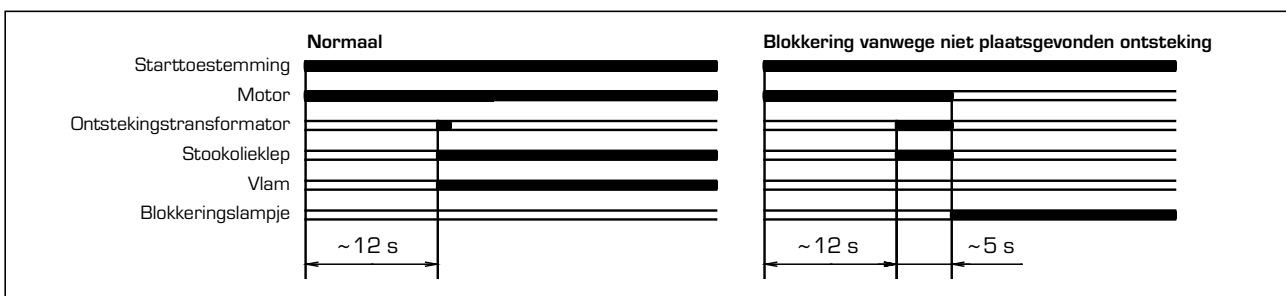 Normaal
Blokkering vanwege niet plaatsgevonden ontsteking
Starttoestemming
Motor
Ontstekingstransformator
Stookolieklep
Vlam
Blokkeringslampje
~12 s
~12 s
~5 s